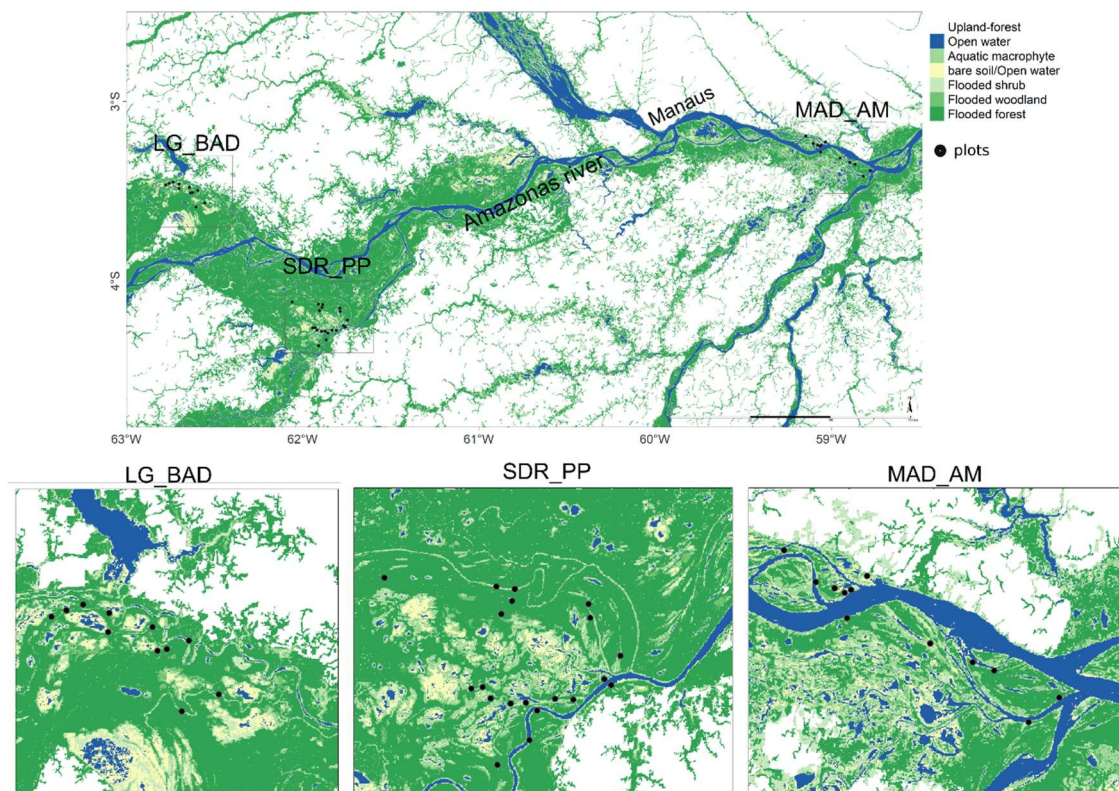 Upland-forest
Open water
Aquatic macrophyte
bare soil/Open water
Flooded shrub
Flooded woodland
Flooded forest
plots
3°S
4°S
LG_BAD
SDR_PP
Amazonas river
Manaus
MAD_AM
63°W
62°W
61°W
60°W
59°W
LG_BAD
SDR_PP
MAD_AM